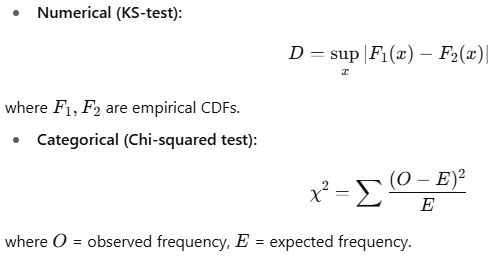 • Numerical (KS-test):
D = sup |F₁(x) − F₂(x)|
x
where F₁, F₂ are empirical CDFs.
• Categorical (Chi-squared test):
χ² = ∑ (O − E)² / E
where O = observed frequency, E = expected frequency.